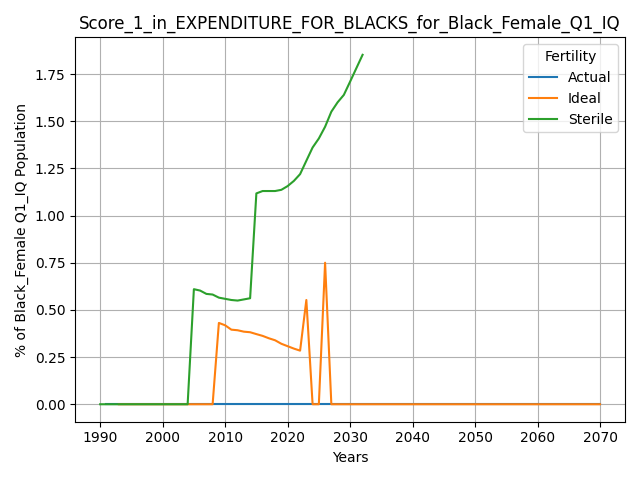 Score_1_in_EXPENDITURE_FOR_BLACKS_for_Black_Female_Q1_IQ
Fertility
Actual
Ideal
Sterile
% of Black_Female Q1_IQ Population
1.75
1.50
1.25
1.00
0.75
0.50
0.25
0.00
1990 2000 2010 2020 2030 2040 2050 2060 2070
Years